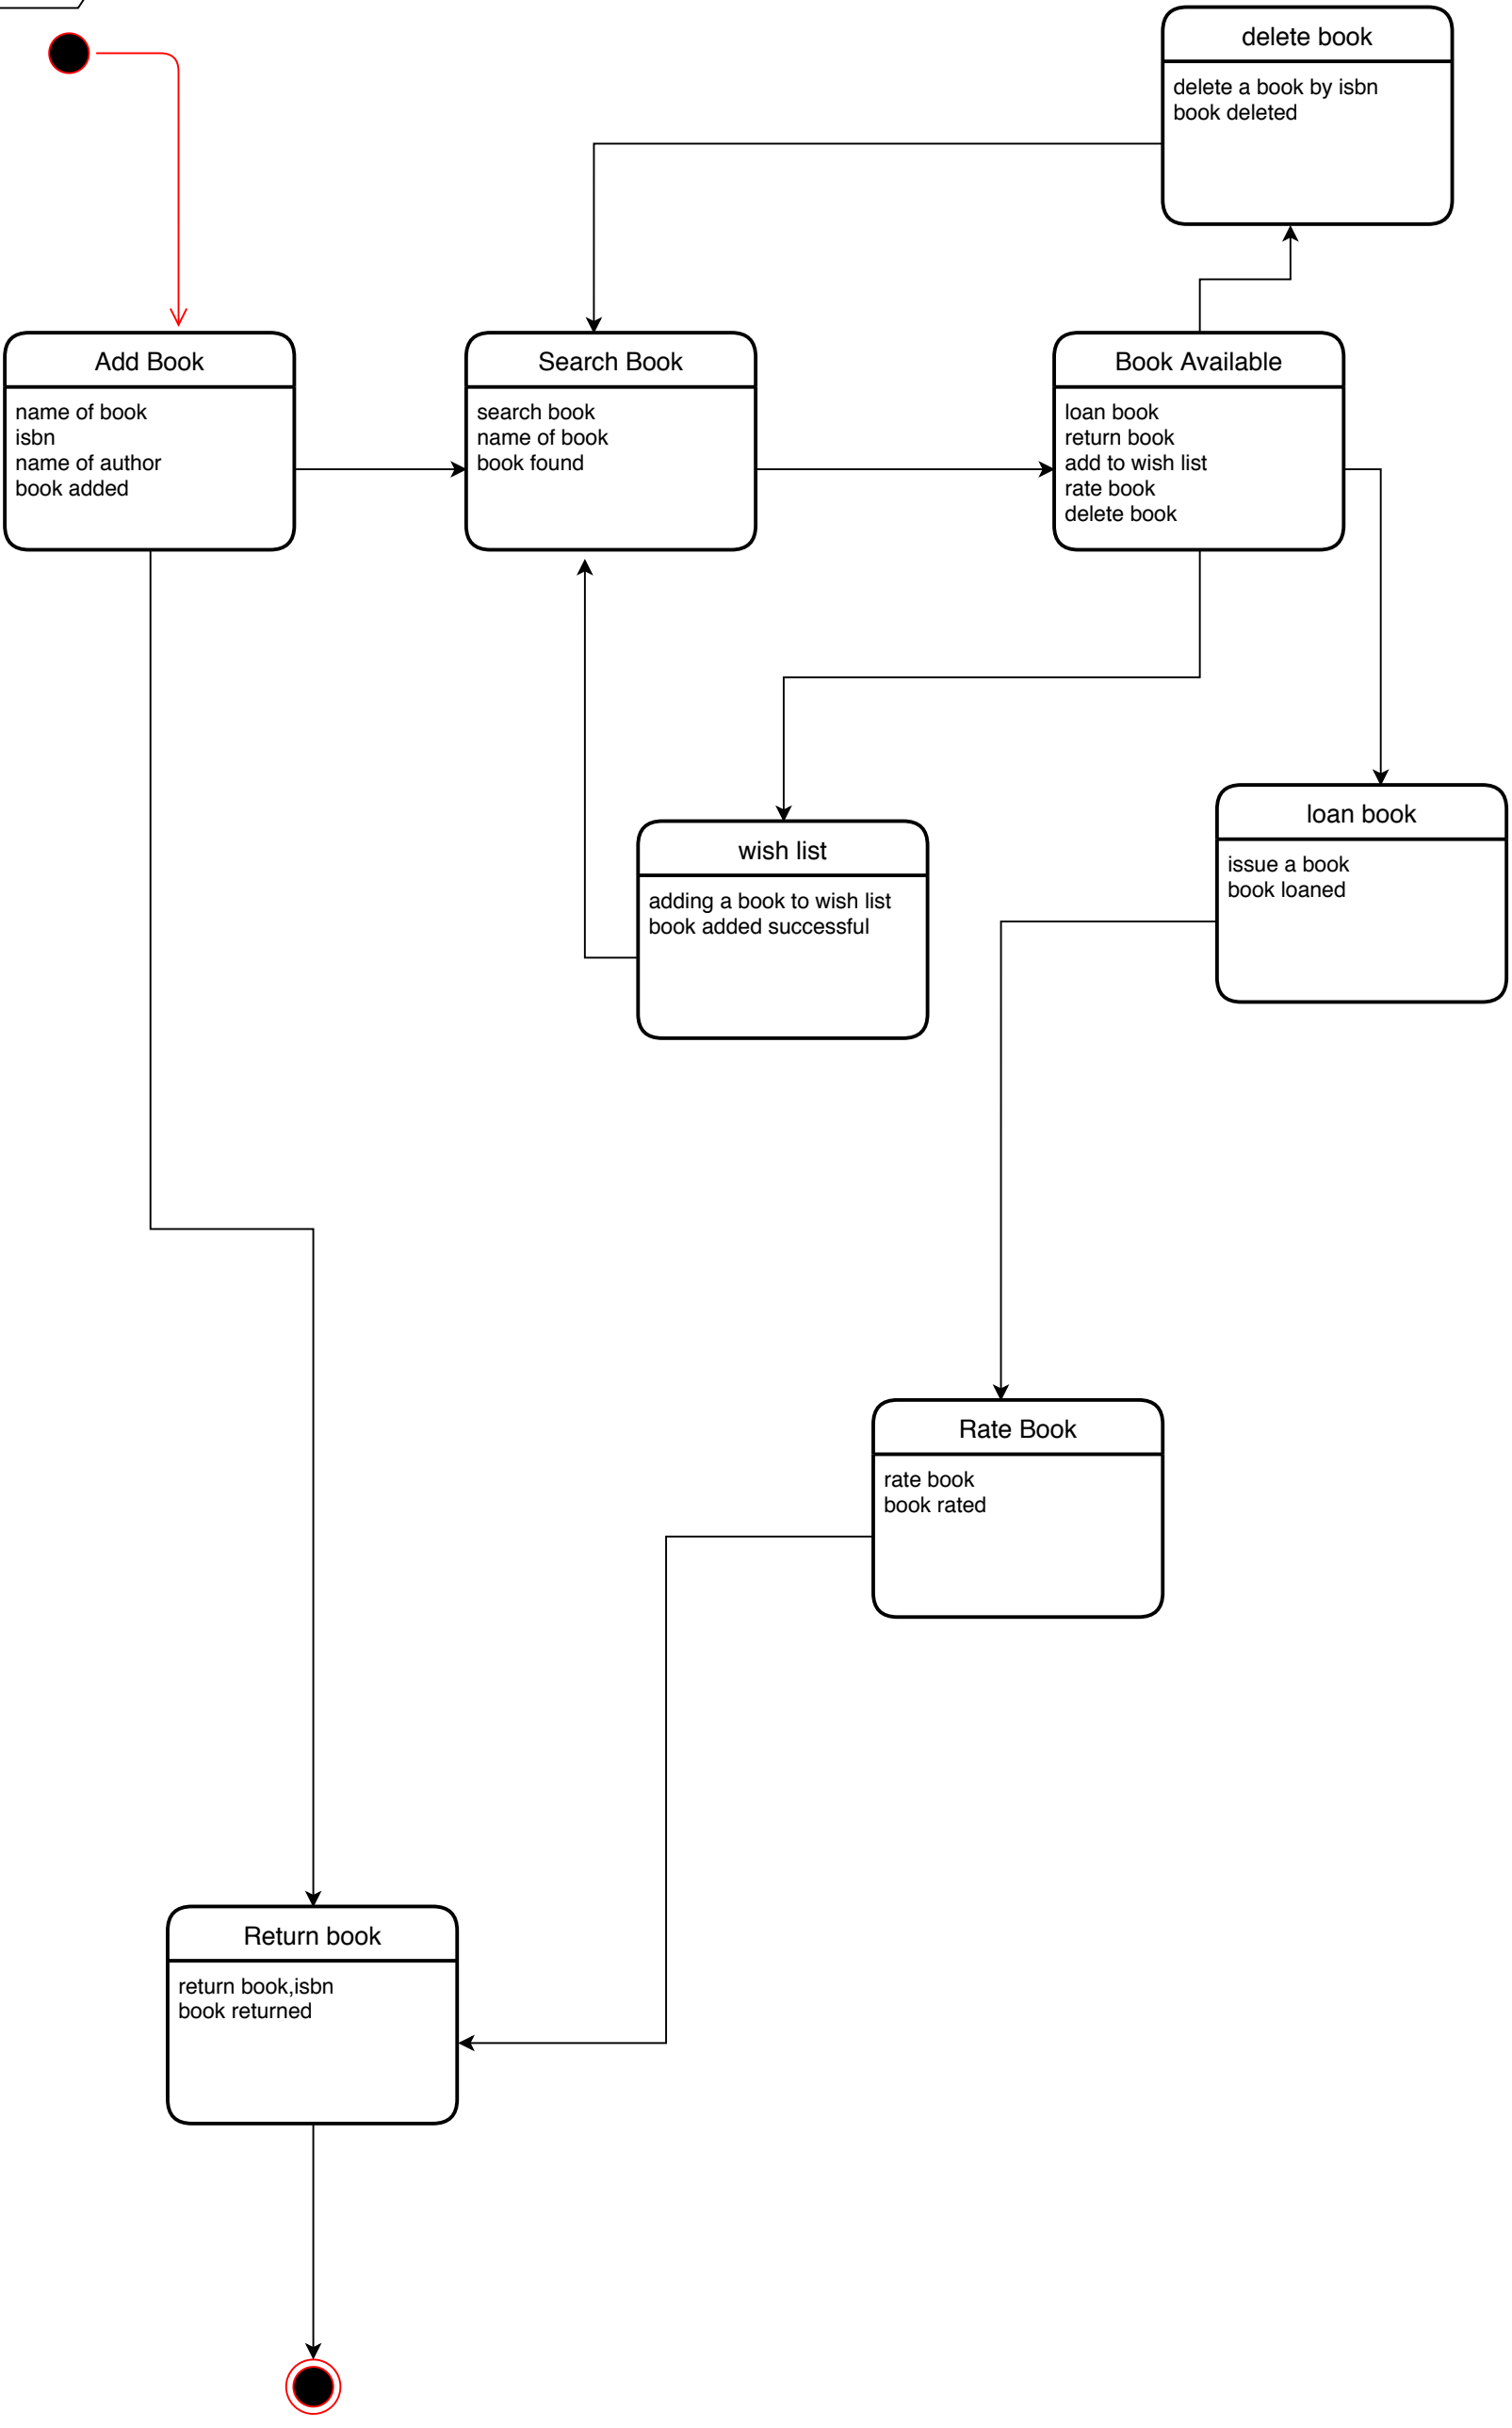 delete book
delete a book by isbn
book deleted
Add Book
name of book
isbn
name of author
book added
Search Book
search book
name of book
book found
Book Available
loan book
return book
add to wish list
rate book
delete book
wish list
adding a book to wish list
book added successful
loan book
issue a book
book loaned
Rate Book
rate book
book rated
Return book
return book,isbn
book returned